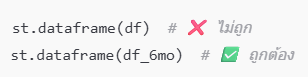 st.dataframe(df)  # ❌ ไม่ถูก
st.dataframe(df_6mo)  # ✅ ถูกต้อง